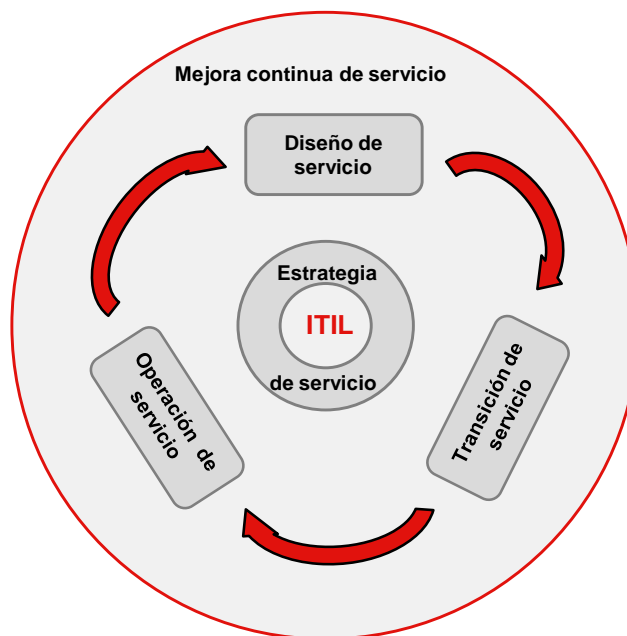 Mejora continua de servicio
Diseño de
servicio
Estrategia
ITIL
de servicio
Operación de
servicio
Transición de
servicio